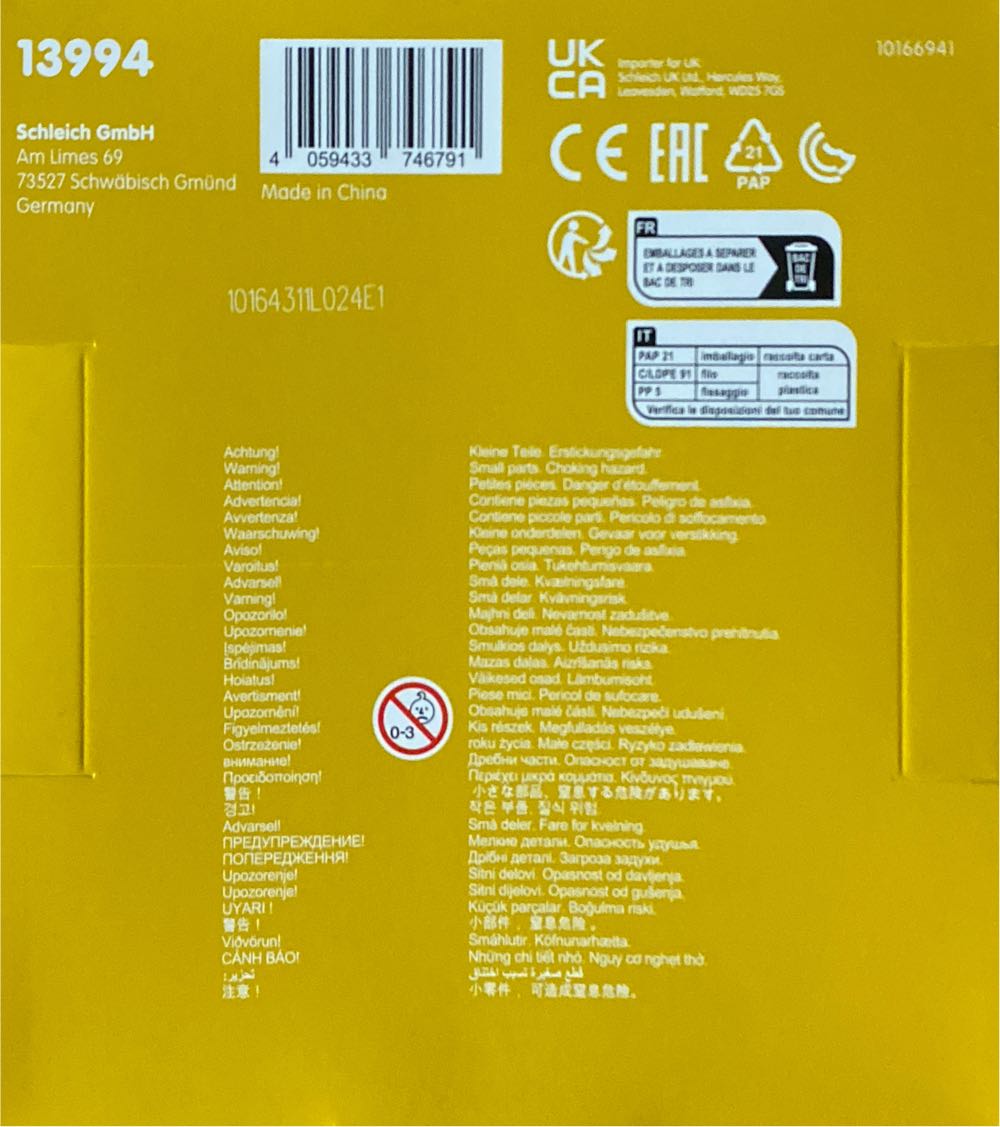 13994
Schleich GmbH
Am Limes 69
73527 Schwäbisch Gmünd
Germany
4 059433 746791
Made in China
UK
CA
Importer for UK:
Schleich UK Ltd., Hercules Way,
Leavesden, Watford, WD25 7GS
10166941
CE EAC 21
PAP
FR
EMBALLAGES A SEPARER
ET A DESPOSER DANS LE
BAC DE TRI
BAC
DE
TRI
10164311L024E1
IT
PAP 21 imballagio raccolta carta
C/LDPE 91 filo raccolta
PP 5 fissaggio plastica
Verifica le disposizioni del tuo comune
Achtung! Kleine Teile. Erstickungsgefahr.
Warning! Small parts. Choking hazard.
Attention! Petites pièces. Danger d'étouffement.
Advertencia! Contiene piezas pequeñas. Peligro de asfixia.
Avvertenza! Contiene piccole parti. Pericolo di soffocamento.
Waarschuwing! Kleine onderdelen. Gevaar voor verstikking.
Aviso! Peças pequenas. Perigo de asfixia.
Varoitus! Pieniä osia. Tukehtumisvaara.
Advarsel! Små dele. Kvælningsfare.
Varning! Små delar. Kvävningsrisk.
Opozorilo! Majhni deli. Nevarnost zadušitve.
Upozornenie! Obsahuje malé časti. Nebezpečenstvo prehltnutia.
Įspėjimas! Smulkios dalys. Uždusimo rizika.
Brīdinājums! Mazas daļas. Aizrīšanās risks.
Hoiatus! Väikesed osad. Lämbumisoht.
Avertisment! Piese mici. Pericol de sufocare.
Upozornění! Obsahuje malé části. Nebezpečí udušení.
Figyelmeztetés! Kis részek. Megfulladás veszélye.
Ostrzeżenie! roku życia. Małe części. Ryzyko zadławienia.
внимание! Дребни части. Опасност от задушаване.
Προειδοποίηση! Περιέχει μικρά κομμάτια. Κίνδυνος πνιγμού.
警告！ 小さな部品、窒息する危険があります。
경고! 작은 부품. 질식 위험.
Advarsel! Små deler. Fare for kvelning.
ПРЕДУПРЕЖДЕНИЕ! Мелкие детали. Опасность удушья.
ПОПЕРЕДЖЕННЯ! Дрібні деталі. Загроза задухи.
Upozorenje! Sitni delovi. Opasnost od davljenja.
Upozorenje! Sitni dijelovi. Opasnost od gušenja.
UYARI ! Küçük parçalar. Boğulma riski.
警告！ 小部件，窒息危險。
Viðvörun! Smáhlutir. Köfnunarhætta.
CẢNH BÁO! Những chi tiết nhỏ. Nguy cơ nghẹt thở.
تحذير: قطع صغيرة تسبب اختناق
注意！ 小零件，可造成窒息危險。
0-3